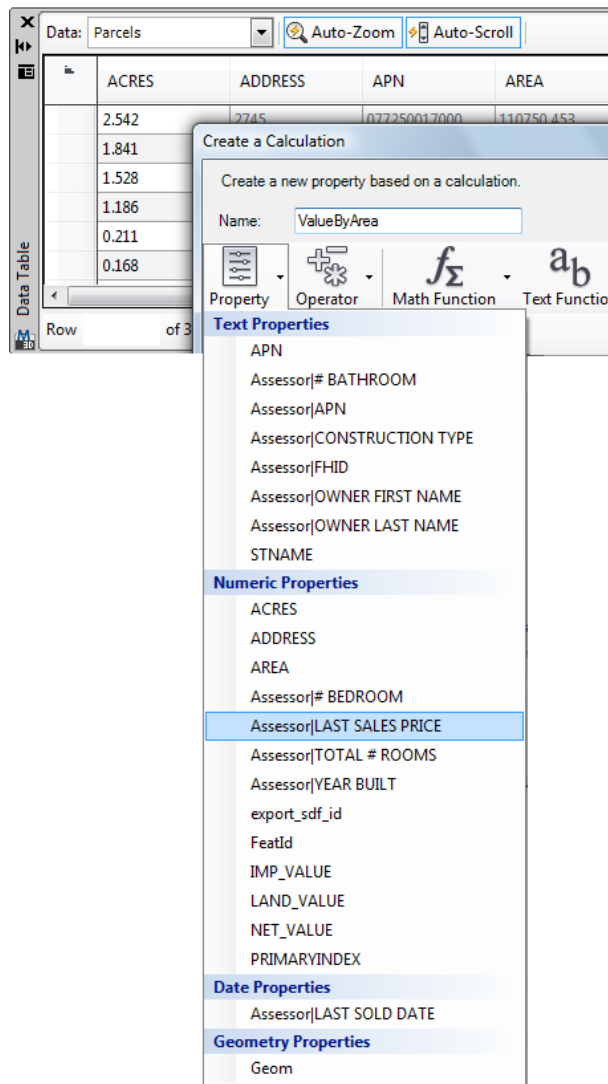 Data: Parcels Auto-Zoom Auto-Scroll
ACRES ADDRESS APN AREA
2.542 2745 077250017000 110750.453
1.841
1.528
1.186
0.211
0.168
Data Table
Row of 3
Create a Calculation
Create a new property based on a calculation.
Name: ValueByArea
Property Operator Math Function Text Functio
Text Properties
APN
Assessor|# BATHROOM
Assessor|APN
Assessor|CONSTRUCTION TYPE
Assessor|FHID
Assessor|OWNER FIRST NAME
Assessor|OWNER LAST NAME
STNAME
Numeric Properties
ACRES
ADDRESS
AREA
Assessor|# BEDROOM
Assessor|LAST SALES PRICE
Assessor|TOTAL # ROOMS
Assessor|YEAR BUILT
export_sdf_id
FeatId
IMP_VALUE
LAND_VALUE
NET_VALUE
PRIMARYINDEX
Date Properties
Assessor|LAST SOLD DATE
Geometry Properties
Geom